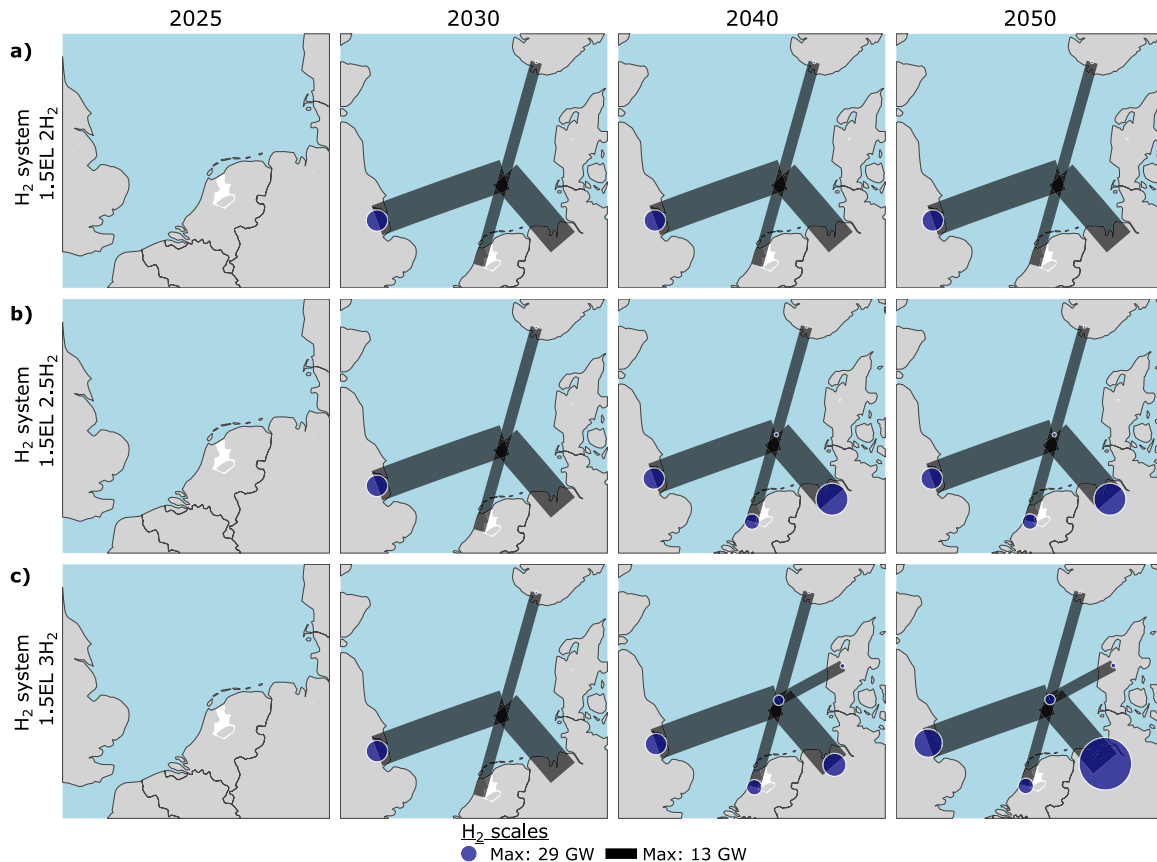 2025 2030 2040 2050
a)
H₂ system
1.5EL 2H₂
b)
H₂ system
1.5EL 2.5H₂
c)
H₂ system
1.5EL 3H₂
H₂ scales
Max: 29 GW Max: 13 GW